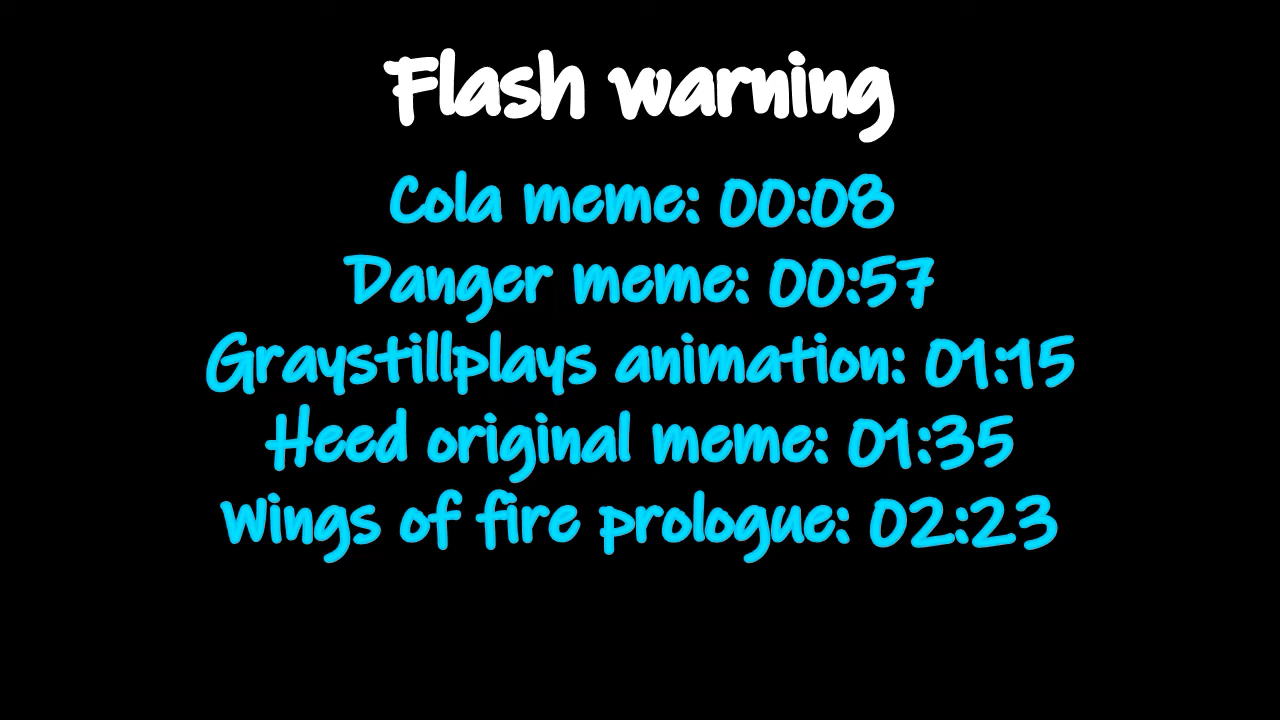 Flash warning
Cola meme: 00:08
Danger meme: 00:57
Graystillplays animation: 01:15
Heed original meme: 01:35
Wings of fire prologue: 02:23